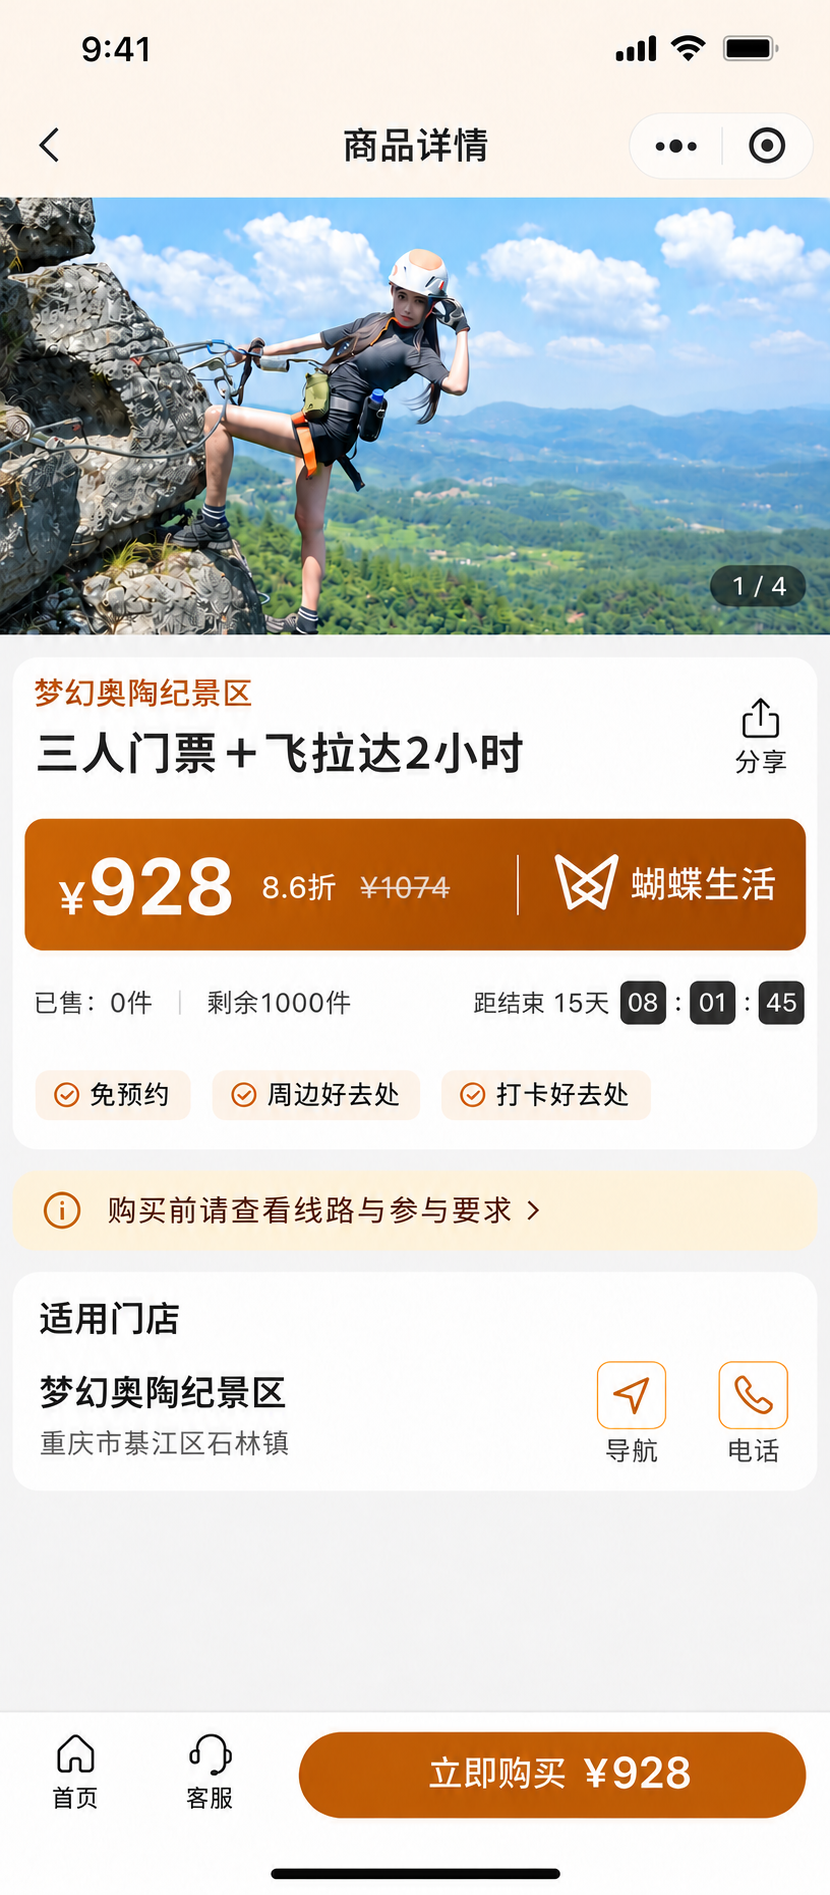 9:41
商品详情
1 / 4
梦幻奥陶纪景区
三人门票＋飞拉达2小时
分享
¥928 8.6折 ¥1074
蝴蝶生活
已售：0件 剩余1000件
距结束 15天 08 : 01 : 45
免预约 周边好去处 打卡好去处
购买前请查看线路与参与要求
适用门店
梦幻奥陶纪景区
重庆市綦江区石林镇
导航 电话
首页 客服 立即购买 ¥928